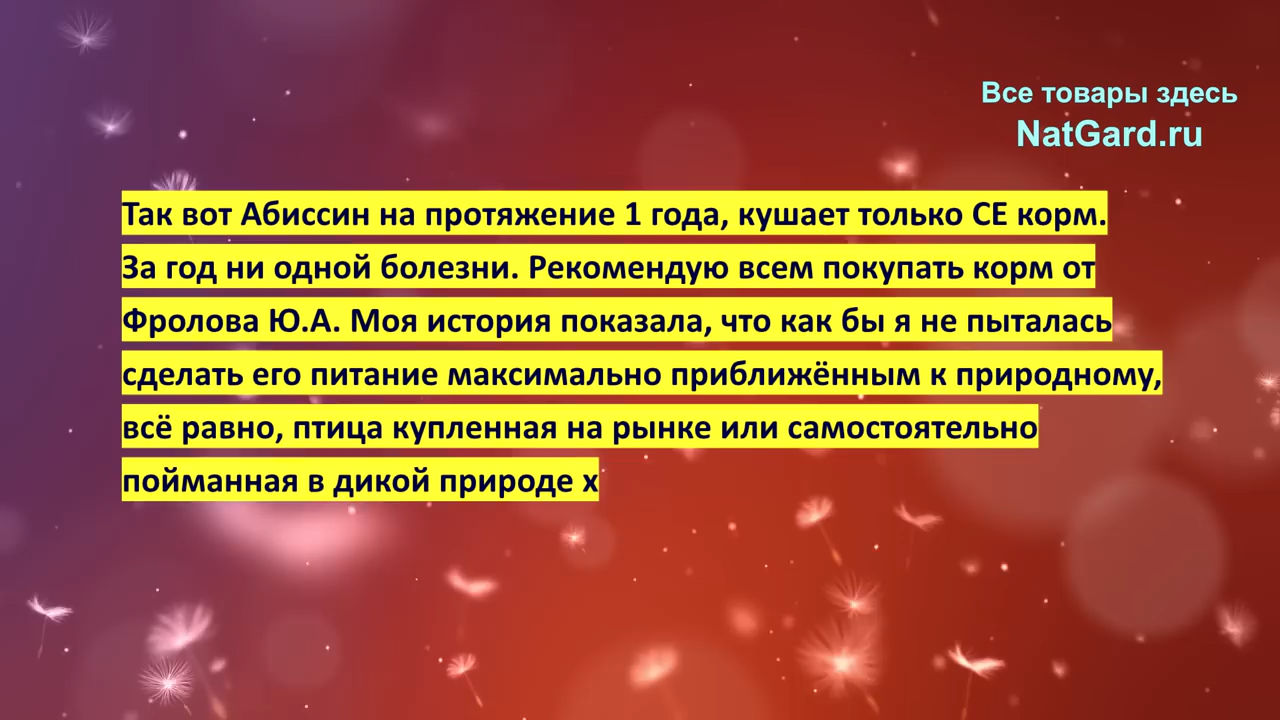 Все товары здесь
NatGard.ru
Так вот Абиссин на протяжение 1 года, кушает только СЕ корм.
За год ни одной болезни. Рекомендую всем покупать корм от
Фролова Ю.А. Моя история показала, что как бы я не пыталась
сделать его питание максимально приближённым к природному,
всё равно, птица купленная на рынке или самостоятельно
пойманная в дикой природе х